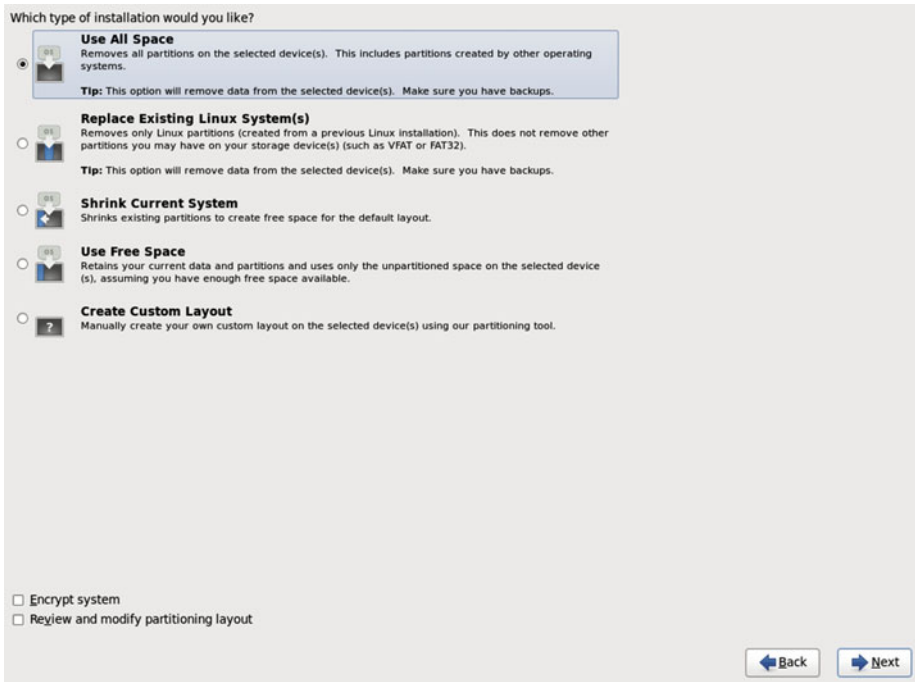 Which type of installation would you like?
Use All Space
Removes all partitions on the selected device(s). This includes partitions created by other operating
systems.
Tip: This option will remove data from the selected device(s). Make sure you have backups.
Replace Existing Linux System(s)
Removes only Linux partitions (created from a previous Linux installation). This does not remove other
partitions you may have on your storage device(s) (such as VFAT or FAT32).
Tip: This option will remove data from the selected device(s). Make sure you have backups.
Shrink Current System
Shrinks existing partitions to create free space for the default layout.
Use Free Space
Retains your current data and partitions and uses only the unpartitioned space on the selected device
(s), assuming you have enough free space available.
Create Custom Layout
Manually create your own custom layout on the selected device(s) using our partitioning tool.
OS
OS
OS
OS
?
Encrypt system
Review and modify partitioning layout
Back
Next